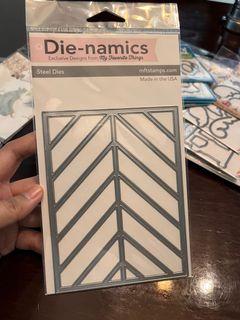 Die-namics
Exclusive Designs from My Favorite Things
Steel Dies
mftstamps.com
Made in the USA